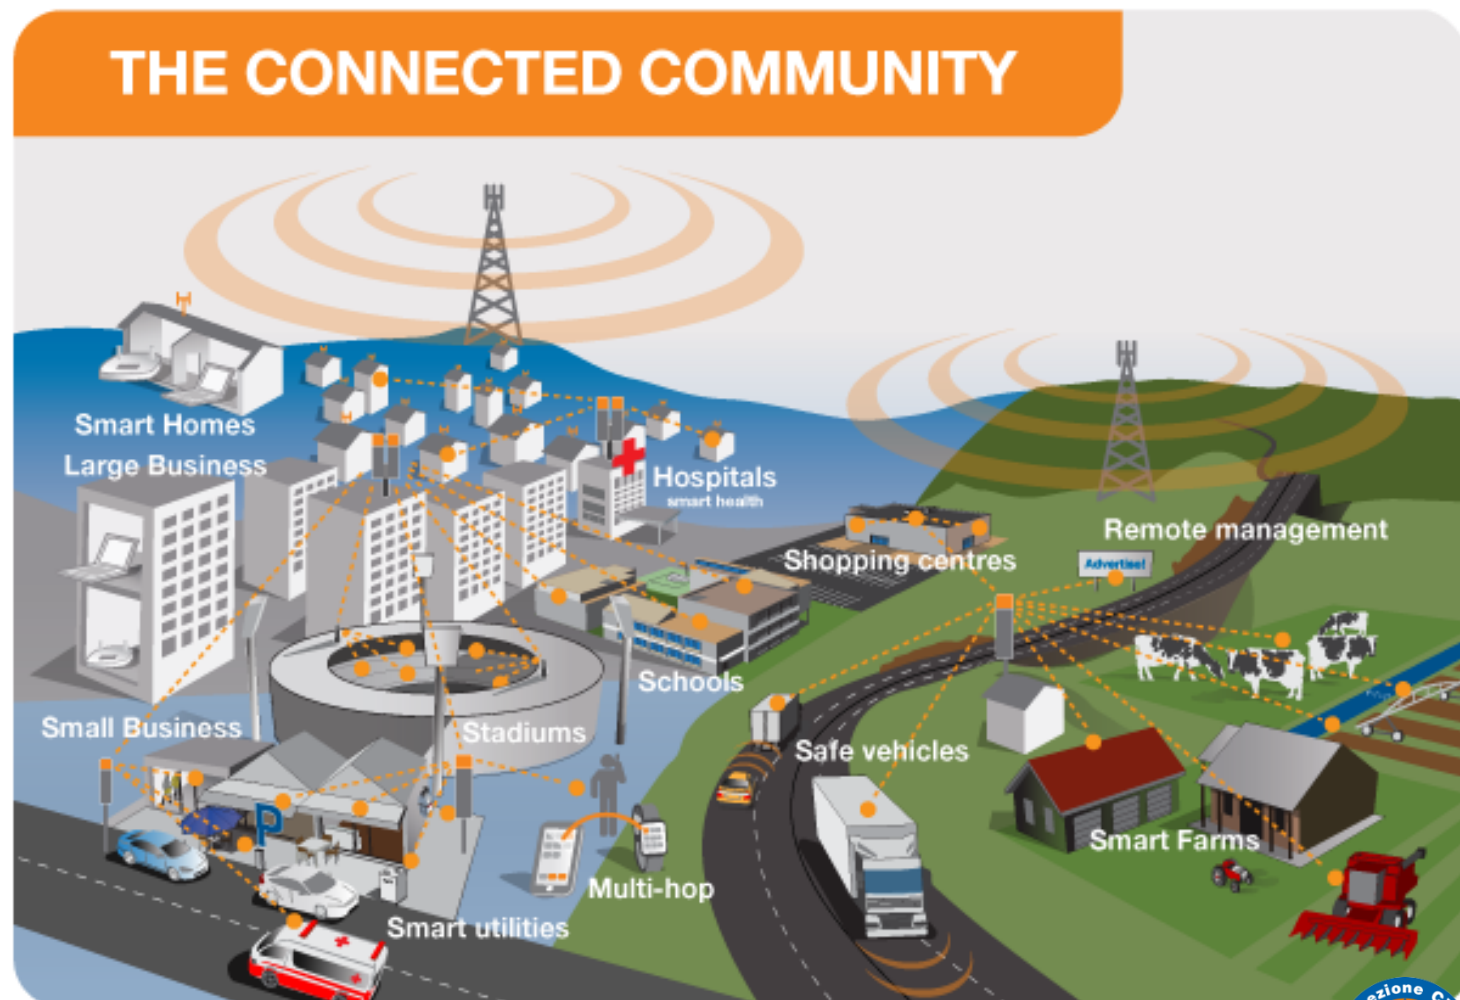 THE CONNECTED COMMUNITY
Smart Homes
Large Business
Hospitals
smart health
Shopping centres
Remote management
Advertise!
Schools
Small Business
Stadiums
Safe vehicles
P
Smart Farms
Multi-hop
Smart utilities